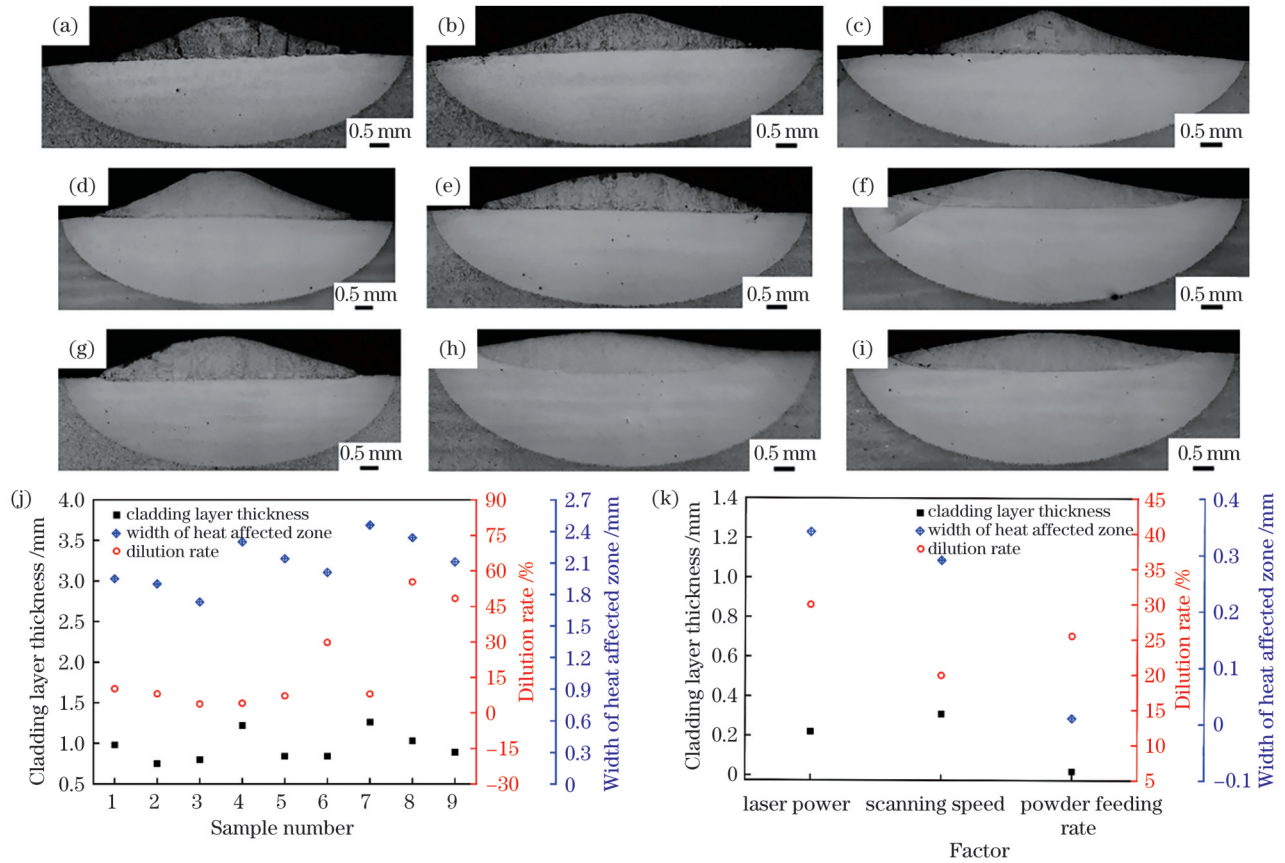 (a)
0.5 mm
(b)
0.5 mm
(c)
0.5 mm
(d)
0.5 mm
(e)
0.5 mm
(f)
0.5 mm
(g)
0.5 mm
(h)
0.5 mm
(i)
0.5 mm
(j)
Cladding layer thickness /mm
4.0
3.5
3.0
2.5
2.0
1.5
1.0
0.5
cladding layer thickness
width of heat affected zone
dilution rate
1 2 3 4 5 6 7 8 9
Sample number
90
75
60
45
30
15
0
−15
−30
Dilution rate /%
2.7
2.4
2.1
1.8
1.5
1.2
0.9
0.6
0.3
0
Width of heat affected zone /mm
(k)
Cladding layer thickness /mm
1.4
1.2
1.0
0.8
0.6
0.4
0.2
0
cladding layer thickness
width of heat affected zone
dilution rate
laser power scanning speed powder feeding
rate
Factor
45
40
35
30
25
20
15
10
5
Dilution rate /%
0.4
0.3
0.2
0.1
0
−0.1
Width of heat affected zone /mm